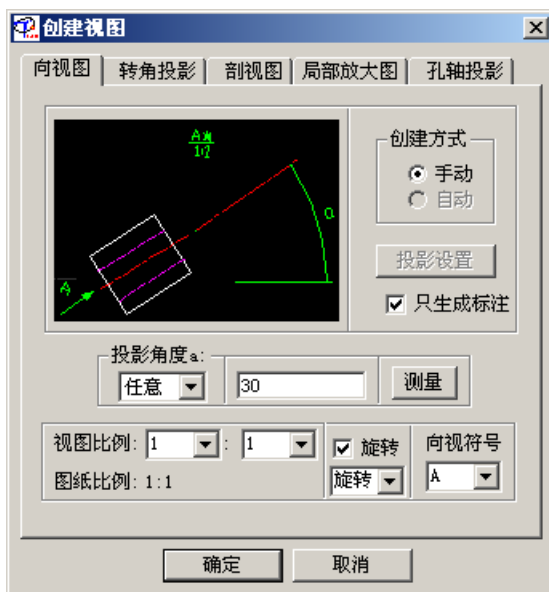 创建视图
向视图 转角投影 剖视图 局部放大图 孔轴投影
A向
1:2
a
A
创建方式
手动
自动
投影设置
只生成标注
投影角度a:
任意 30 测量
视图比例: 1 : 1
图纸比例: 1:1
旋转
旋转
向视符号
A
确定 取消